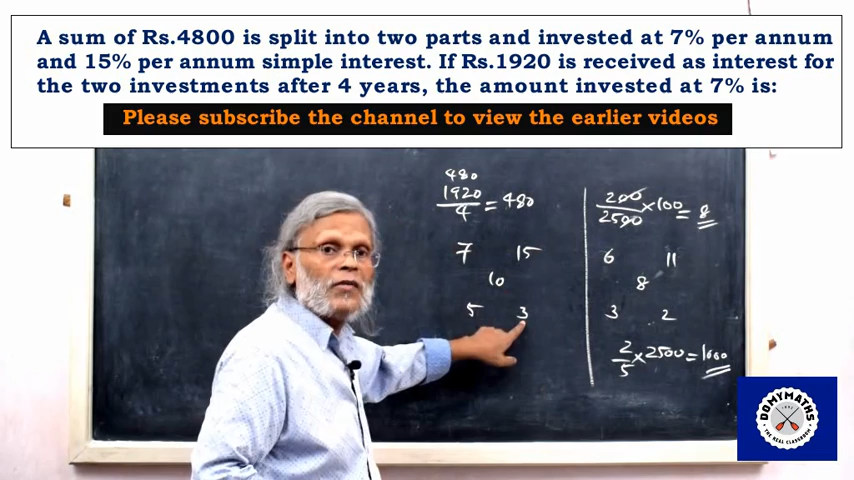 A sum of Rs.4800 is split into two parts and invested at 7% per annum
and 15% per annum simple interest. If Rs.1920 is received as interest for
the two investments after 4 years, the amount invested at 7% is:
Please subscribe the channel to view the earlier videos
480
1920
4
= 480
7 15
10
5 3
200
2500
×100 = 8
6 11
8
3 2
2
5
×2500 = 1000
DOMYMATHS
THE REAL CLASSROOM